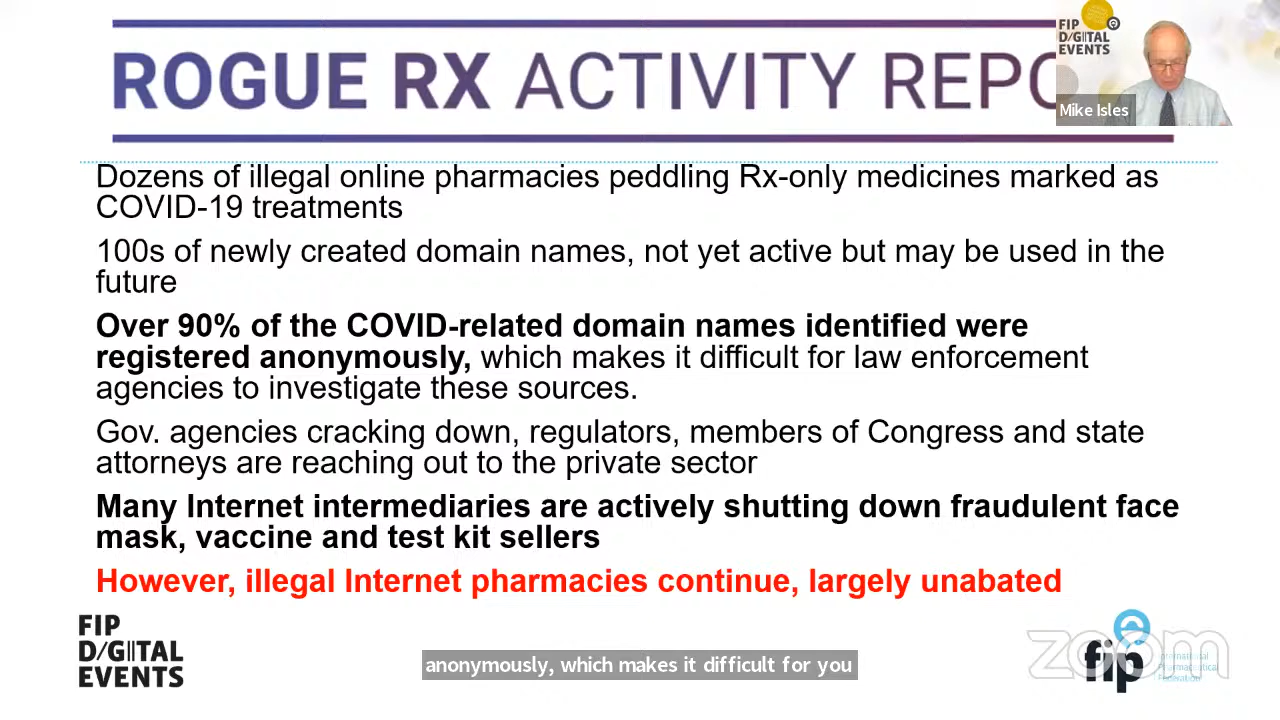 ROGUE RX ACTIVITY REPO
FIP
D/G/TAL
EVENTS
Mike Isles
Dozens of illegal online pharmacies peddling Rx-only medicines marked as
COVID-19 treatments
100s of newly created domain names, not yet active but may be used in the
future
Over 90% of the COVID-related domain names identified were
registered anonymously, which makes it difficult for law enforcement
agencies to investigate these sources.
Gov. agencies cracking down, regulators, members of Congress and state
attorneys are reaching out to the private sector
Many Internet intermediaries are actively shutting down fraudulent face
mask, vaccine and test kit sellers
However, illegal Internet pharmacies continue, largely unabated
FIP
D/G/TAL
EVENTS
anonymously, which makes it difficult for you
zoom
fip
International
Pharmaceutical
Federation